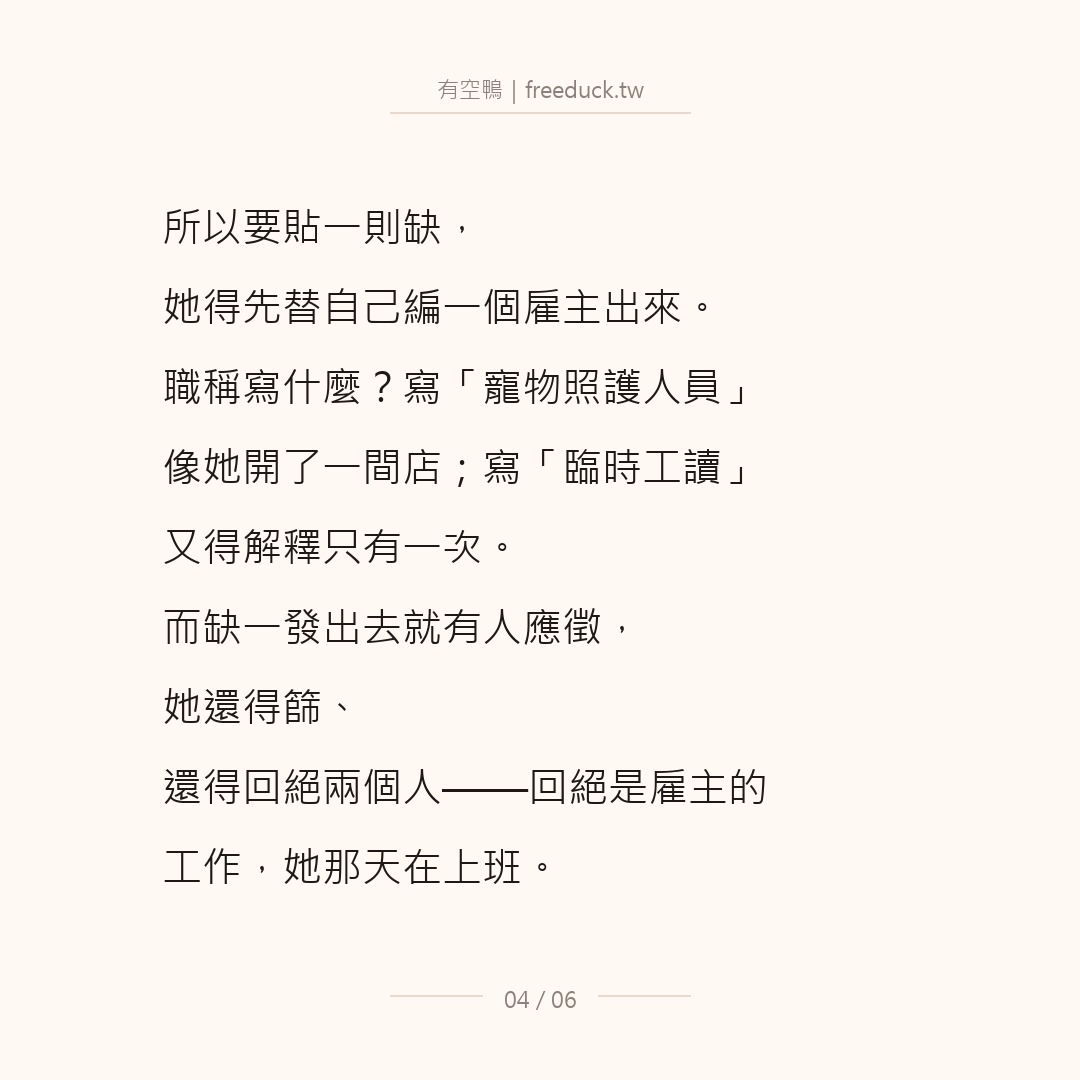 有空鴨 | freeduck.tw
所以要貼一則缺，
她得先替自己編一個雇主出來。
職稱寫什麼？寫「寵物照護人員」
像她開了一間店；寫「臨時工讀」
又得解釋只有一次。
而缺一發出去就有人應徵，
她還得篩、
還得回絕兩個人——回絕是雇主的
工作，她那天在上班。
04 / 06